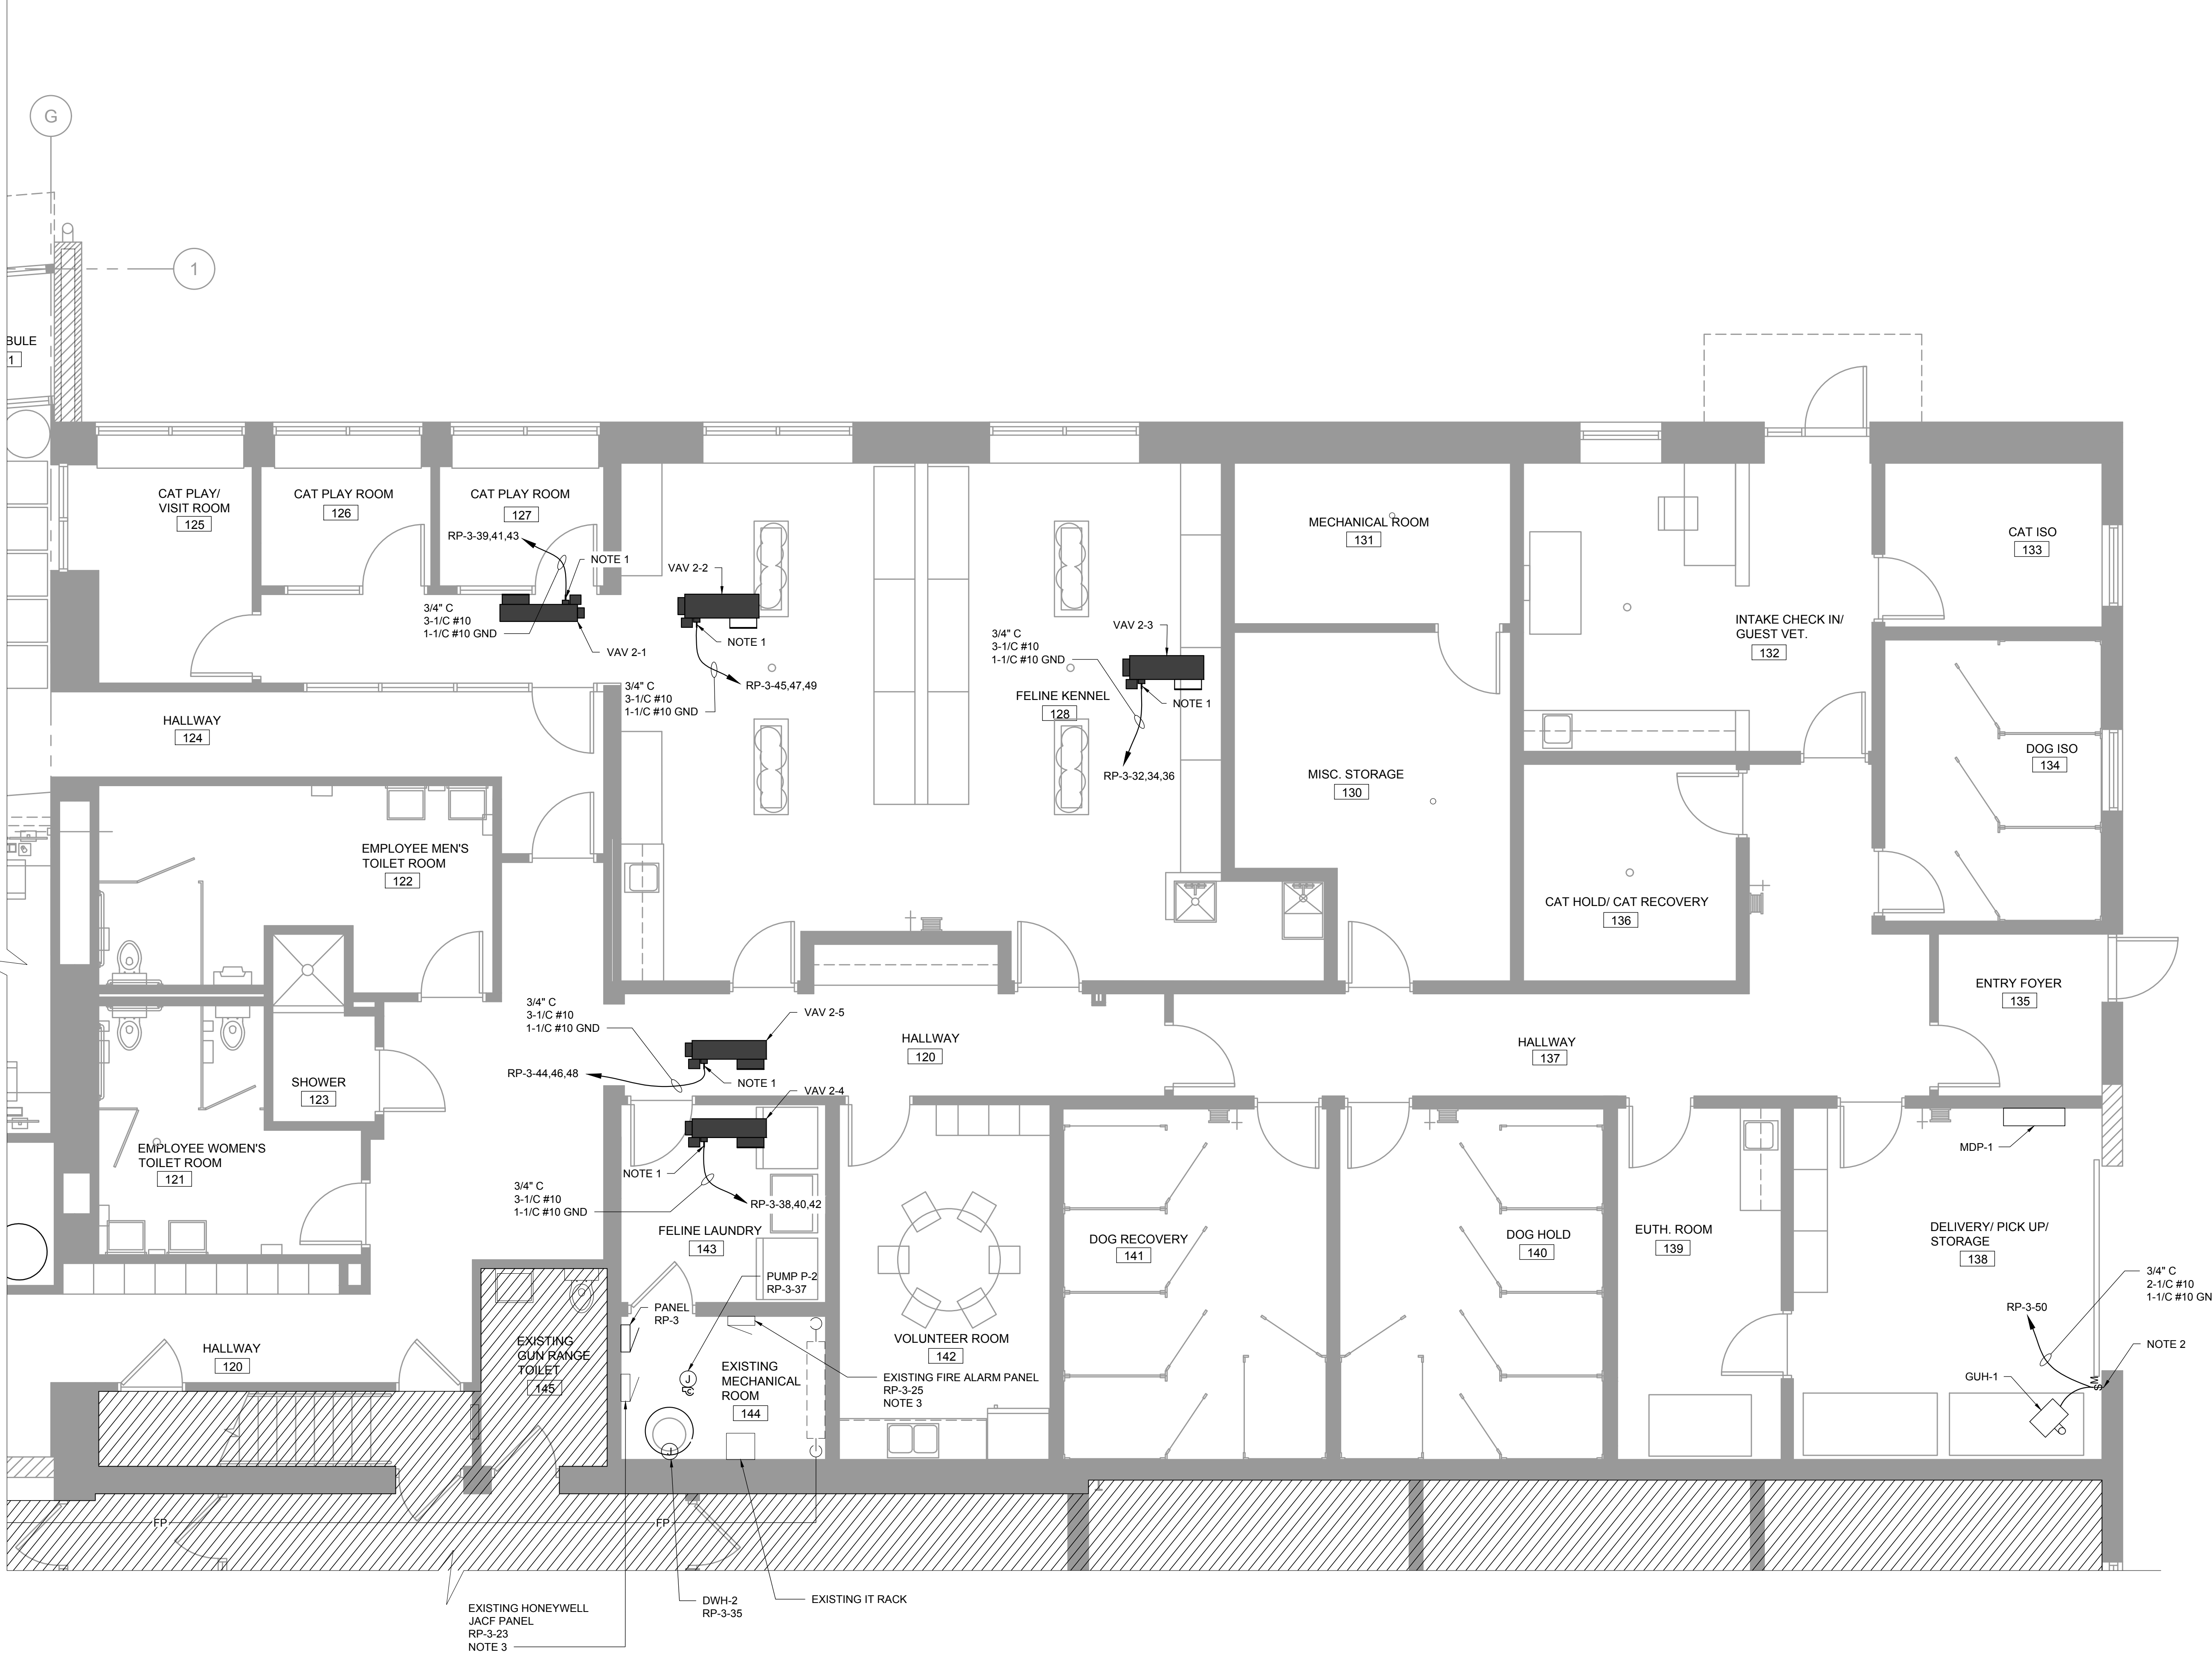 G
1
BULE
1
CAT PLAY/
VISIT ROOM
125
CAT PLAY ROOM
126
CAT PLAY ROOM
127
RP-3-39,41,43
NOTE 1
3/4" C
3-1/C #10
1-1/C #10 GND
VAV 2-1
VAV 2-2
NOTE 1
3/4" C
3-1/C #10
1-1/C #10 GND
RP-3-45,47,49
3/4" C
3-1/C #10
1-1/C #10 GND
VAV 2-3
NOTE 1
FELINE KENNEL
128
RP-3-32,34,36
MECHANICAL ROOM
131
MISC. STORAGE
130
INTAKE CHECK IN/
GUEST VET.
132
CAT ISO
133
DOG ISO
134
HALLWAY
124
EMPLOYEE MEN'S
TOILET ROOM
122
CAT HOLD/ CAT RECOVERY
136
ENTRY FOYER
135
3/4" C
3-1/C #10
1-1/C #10 GND
VAV 2-5
RP-3-44,46,48
NOTE 1
HALLWAY
120
HALLWAY
137
SHOWER
123
VAV 2-4
EMPLOYEE WOMEN'S
TOILET ROOM
121
NOTE 1
3/4" C
3-1/C #10
1-1/C #10 GND
RP-3-38,40,42
MDP-1
FELINE LAUNDRY
143
DOG RECOVERY
141
DOG HOLD
140
EUTH. ROOM
139
DELIVERY/ PICK UP/
STORAGE
138
3/4" C
2-1/C #10
1-1/C #10 GN
PUMP P-2
RP-3-37
PANEL
RP-3
RP-3-50
NOTE 2
GUH-1
S
M
HALLWAY
120
EXISTING
GUN RANGE
TOILET
145
EXISTING
MECHANICAL
ROOM
144
J
J
VOLUNTEER ROOM
142
EXISTING FIRE ALARM PANEL
RP-3-25
NOTE 3
FP
FP
EXISTING HONEYWELL
JACF PANEL
RP-3-23
NOTE 3
DWH-2
RP-3-35
EXISTING IT RACK